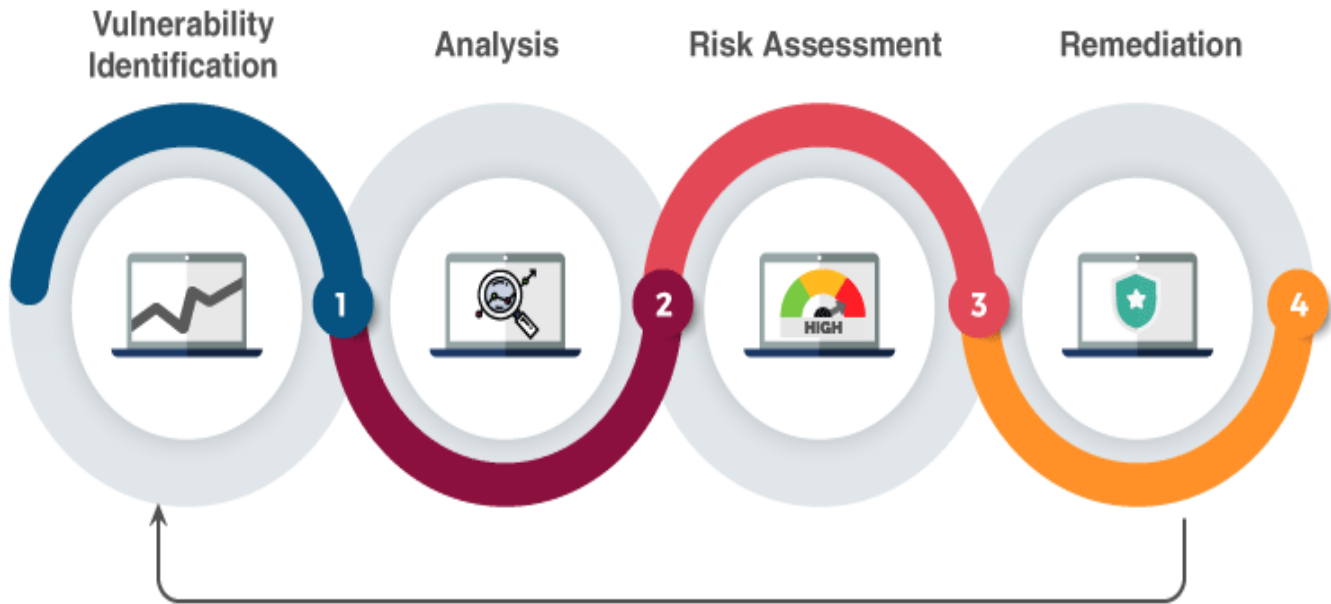 Vulnerability
Identification
Analysis
Risk Assessment
Remediation
1
2
3
4
HIGH